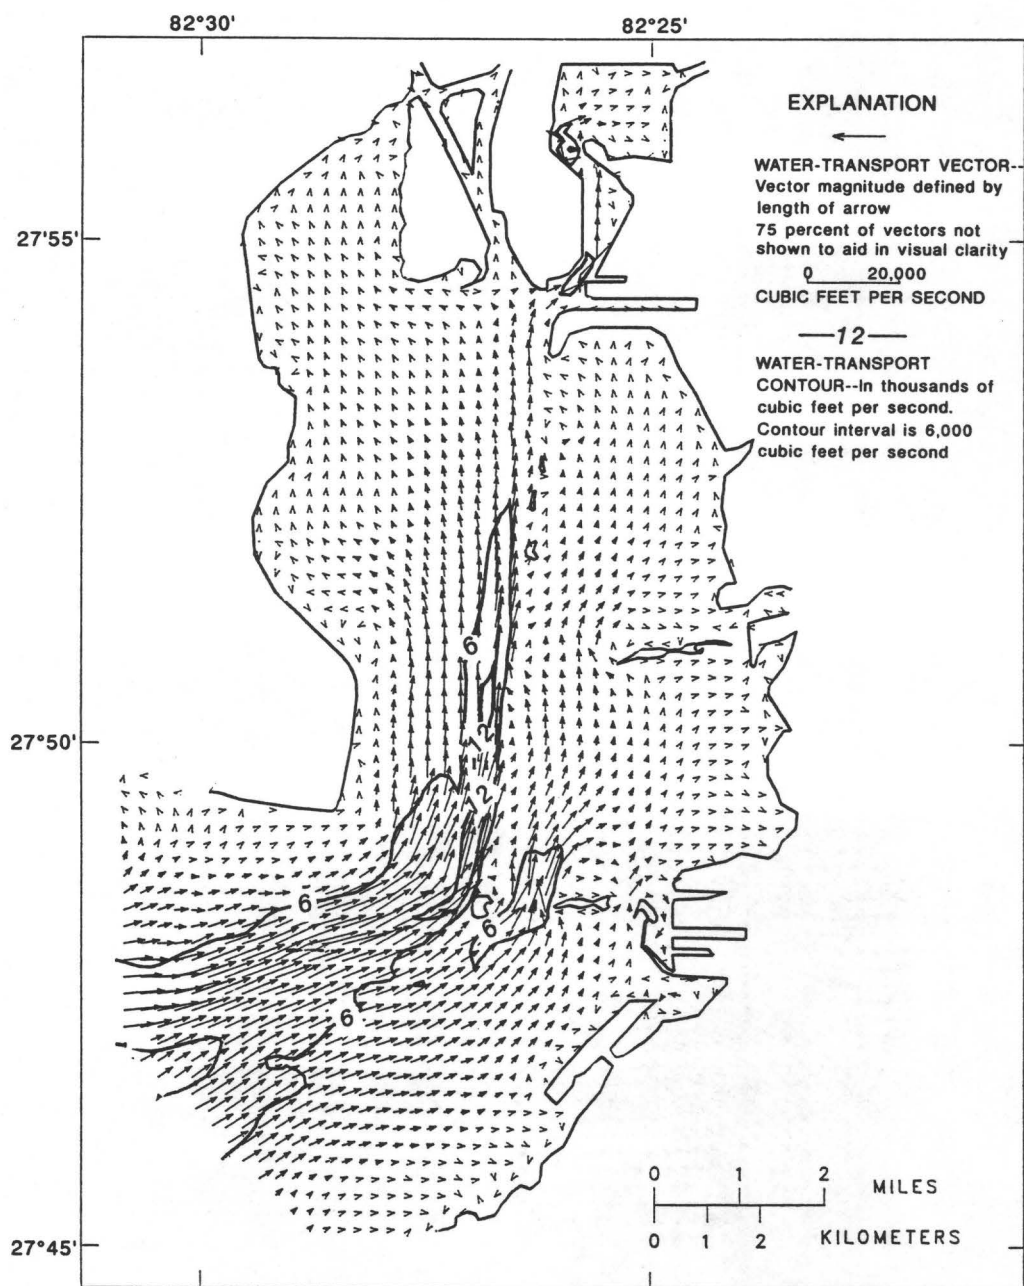 82°30'
82°25'
EXPLANATION
WATER-TRANSPORT VECTOR--
Vector magnitude defined by
length of arrow
75 percent of vectors not
shown to aid in visual clarity
0 20,000
CUBIC FEET PER SECOND
12
WATER-TRANSPORT
CONTOUR--In thousands of
cubic feet per second.
Contour interval is 6,000
cubic feet per second
27°55'
6
27°50'
12
12
6
6
6
0 1 2
MILES
0 1 2
KILOMETERS
27°45'